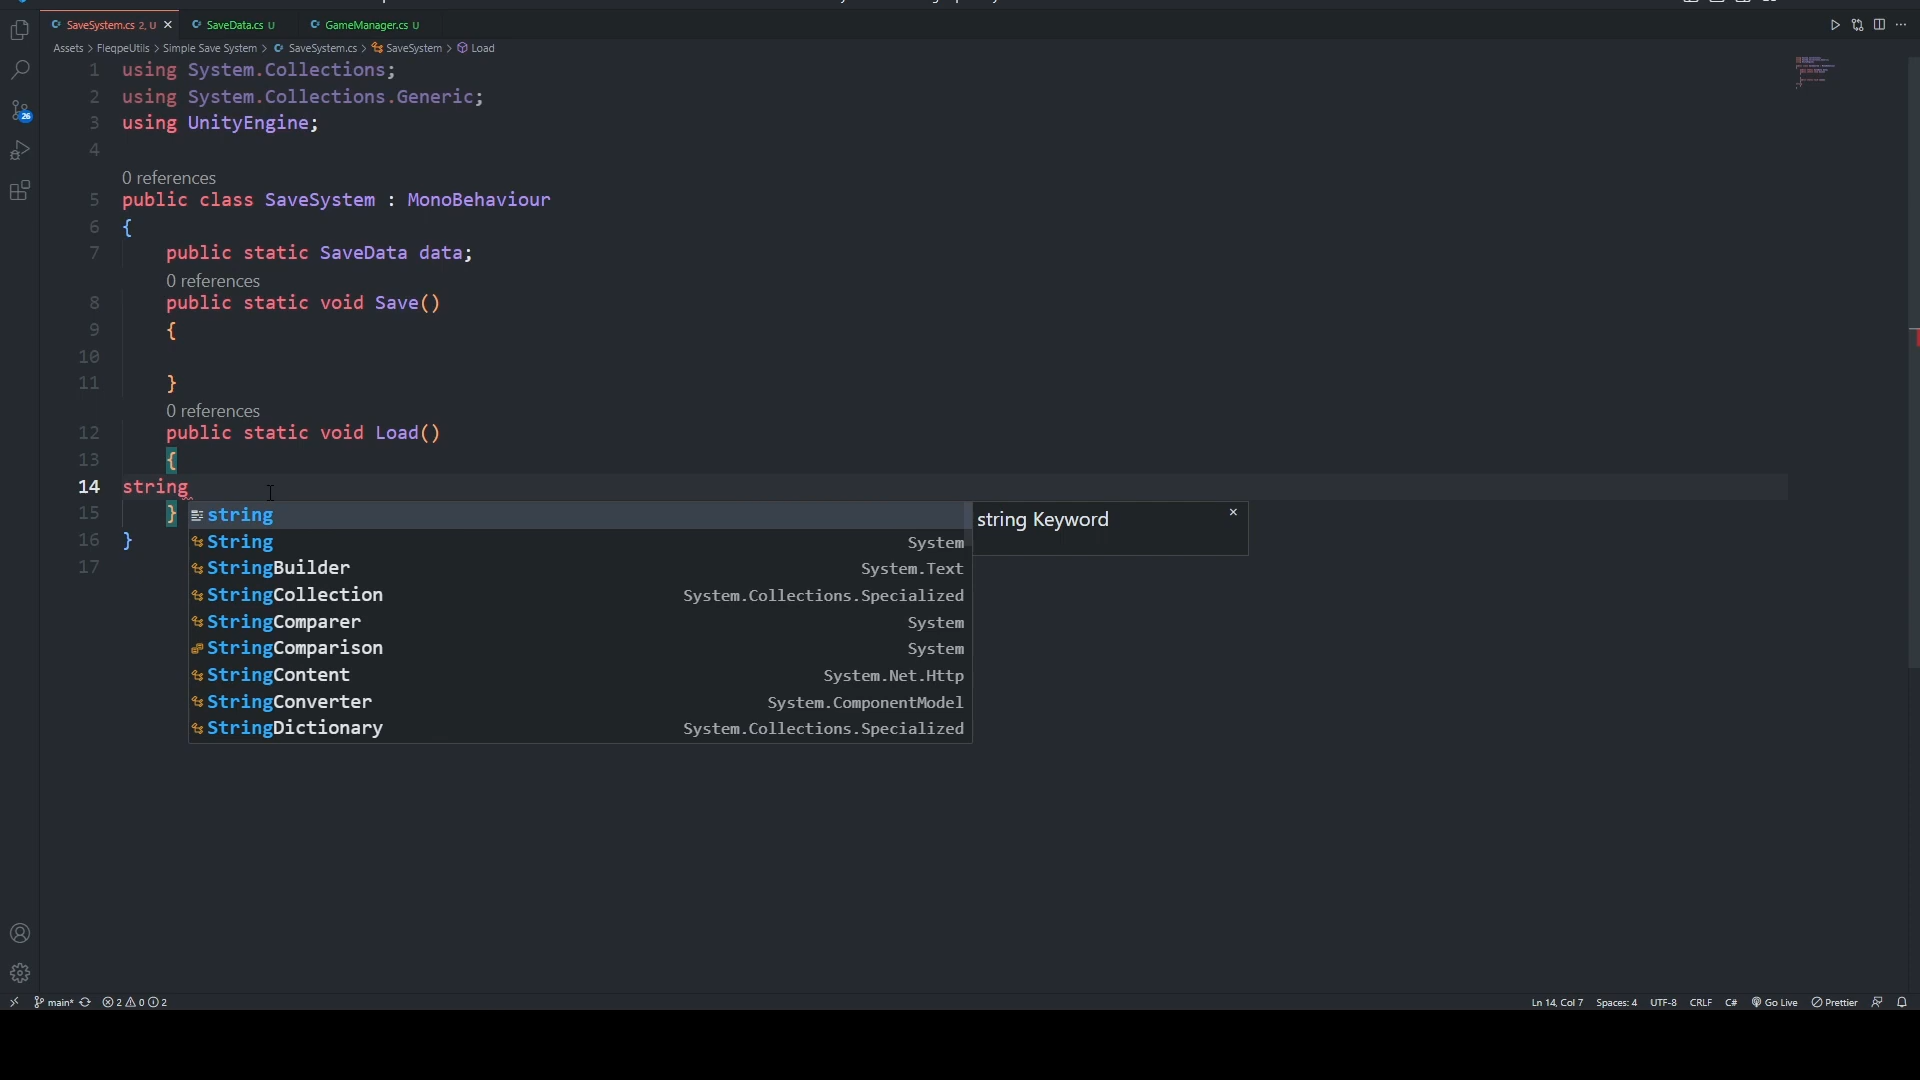 SaveSystem.cs 2, U
SaveData.cs U
GameManager.cs U
Assets > FleqpeUtils > Simple Save System > SaveSystem.cs > SaveSystem > Load
1 using System.Collections;
2 using System.Collections.Generic;
3 using UnityEngine;
4
0 references
5 public class SaveSystem : MonoBehaviour
6 {
7 public static SaveData data;
0 references
8 public static void Save()
9 {
10
11 }
0 references
12 public static void Load()
13 {
14 string
15 }
16 }
17
string
String System
StringBuilder System.Text
StringCollection System.Collections.Specialized
StringComparer System
StringComparison System
StringContent System.Net.Http
StringConverter System.ComponentModel
StringDictionary System.Collections.Specialized
string Keyword
26
main* 2 0 2
Ln 14, Col 7 Spaces: 4 UTF-8 CRLF C# Go Live Prettier